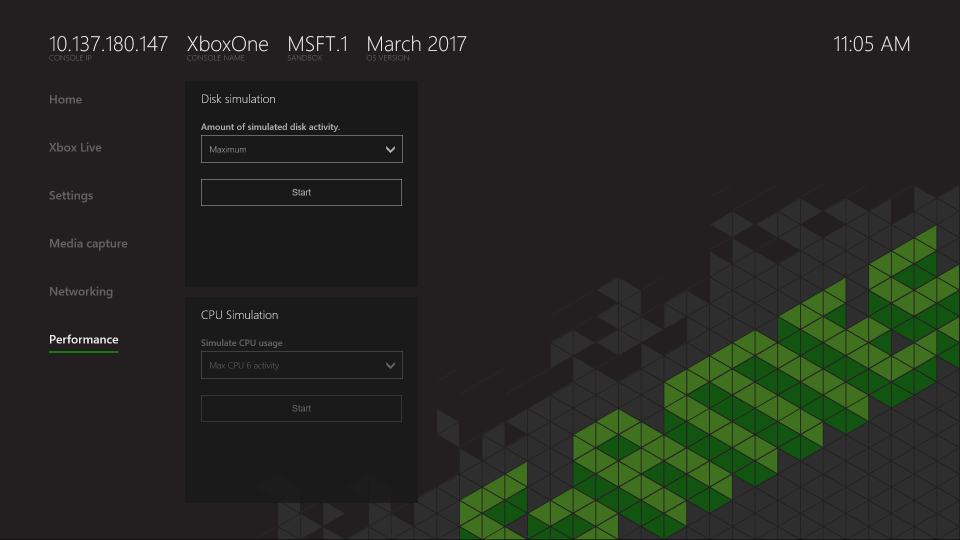 10.137.180.147 XboxOne MSFT.1 March 2017 11:05 AM
CONSOLE IP CONSOLE NAME SANDBOX OS VERSION
Home
Xbox Live
Settings
Media capture
Networking
Performance
Disk simulation
Amount of simulated disk activity.
Maximum
Start
CPU Simulation
Simulate CPU usage
Max CPU 6 activity
Start